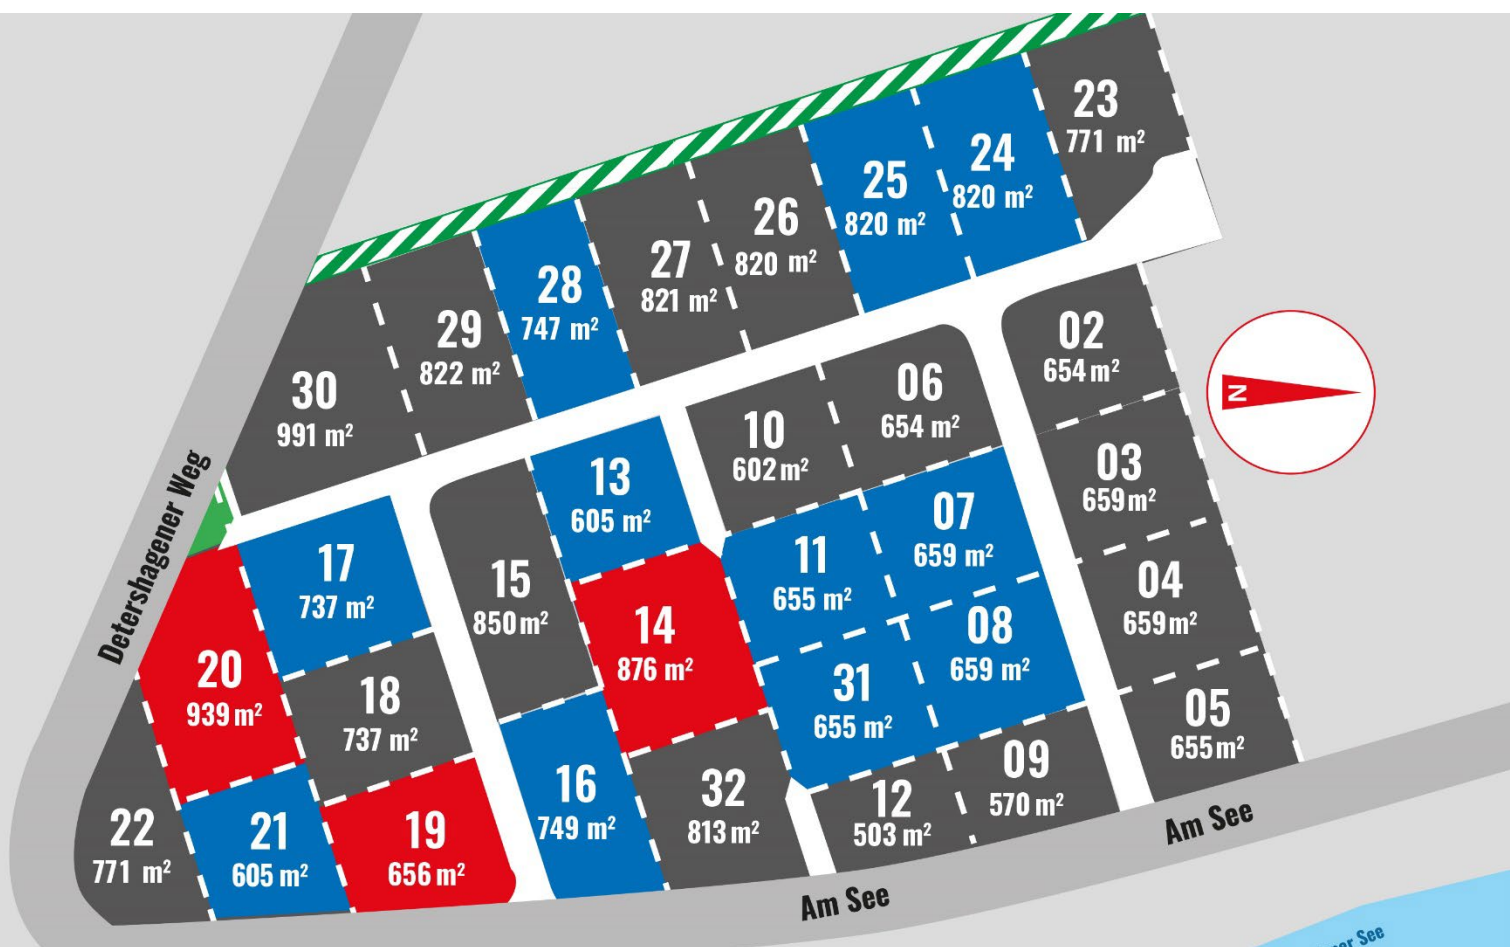 23
771 m²
24
820 m²
25
820 m²
26
820 m²
27
821 m²
28
747 m²
29
822 m²
30
991 m²
02
654 m²
06
654 m²
10
602 m²
N
03
659 m²
13
605 m²
07
659 m²
11
655 m²
17
737 m²
15
850 m²
04
659 m²
Detershagener Weg
14
876 m²
08
659 m²
20
939 m²
18
737 m²
31
655 m²
05
655 m²
09
570 m²
16
749 m²
32
813 m²
12
503 m²
22
771 m²
21
605 m²
19
656 m²
Am See
Am See
See